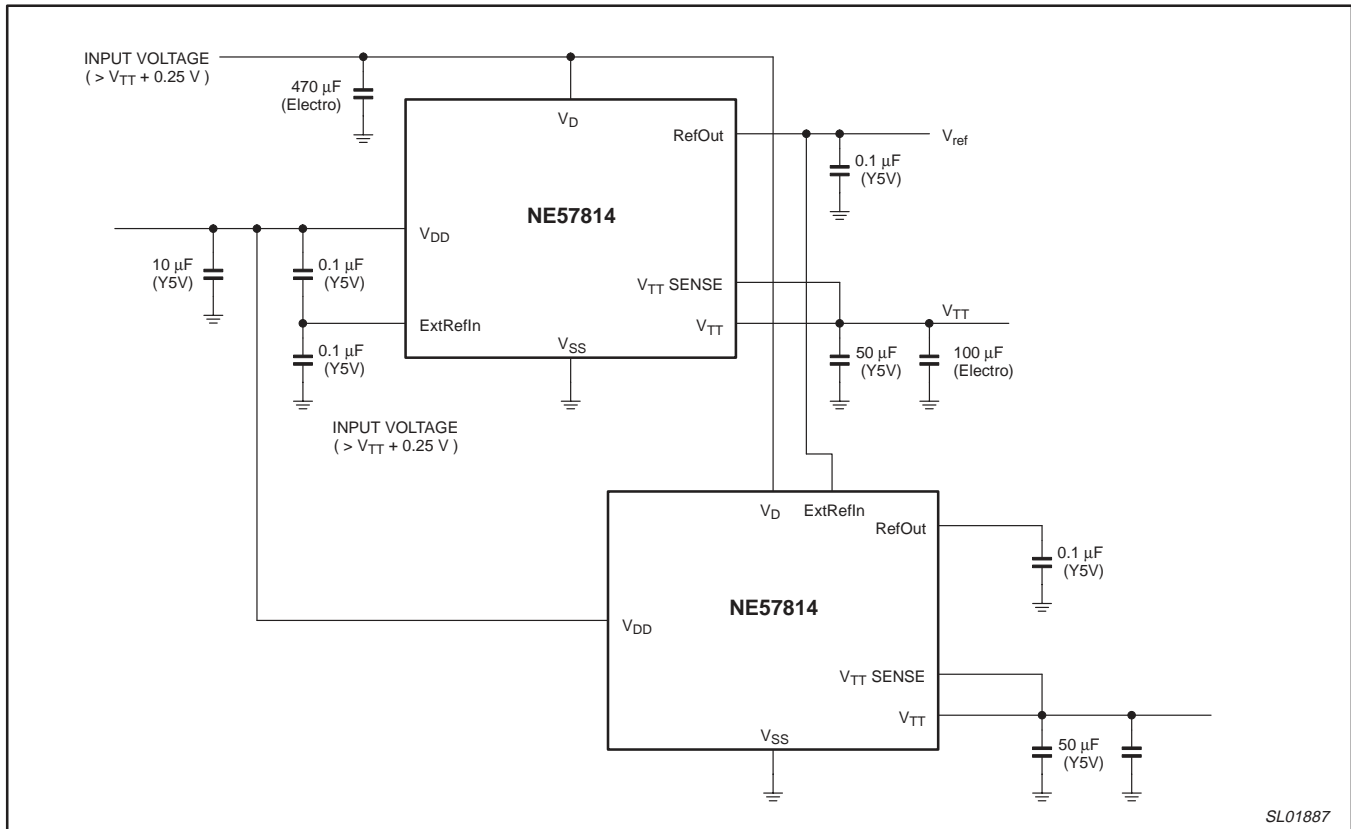 INPUT VOLTAGE
( > VTT + 0.25 V )
470 μF
(Electro)
VD
RefOut
Vref
0.1 μF
(Y5V)
NE57814
VDD
10 μF
(Y5V)
0.1 μF
(Y5V)
VTT SENSE
ExtRefIn
VTT
VTT
0.1 μF
(Y5V)
VSS
50 μF
(Y5V)
100 μF
(Electro)
INPUT VOLTAGE
( > VTT + 0.25 V )
VD
ExtRefIn
RefOut
0.1 μF
(Y5V)
NE57814
VDD
VTT SENSE
VTT
VSS
50 μF
(Y5V)
SL01887